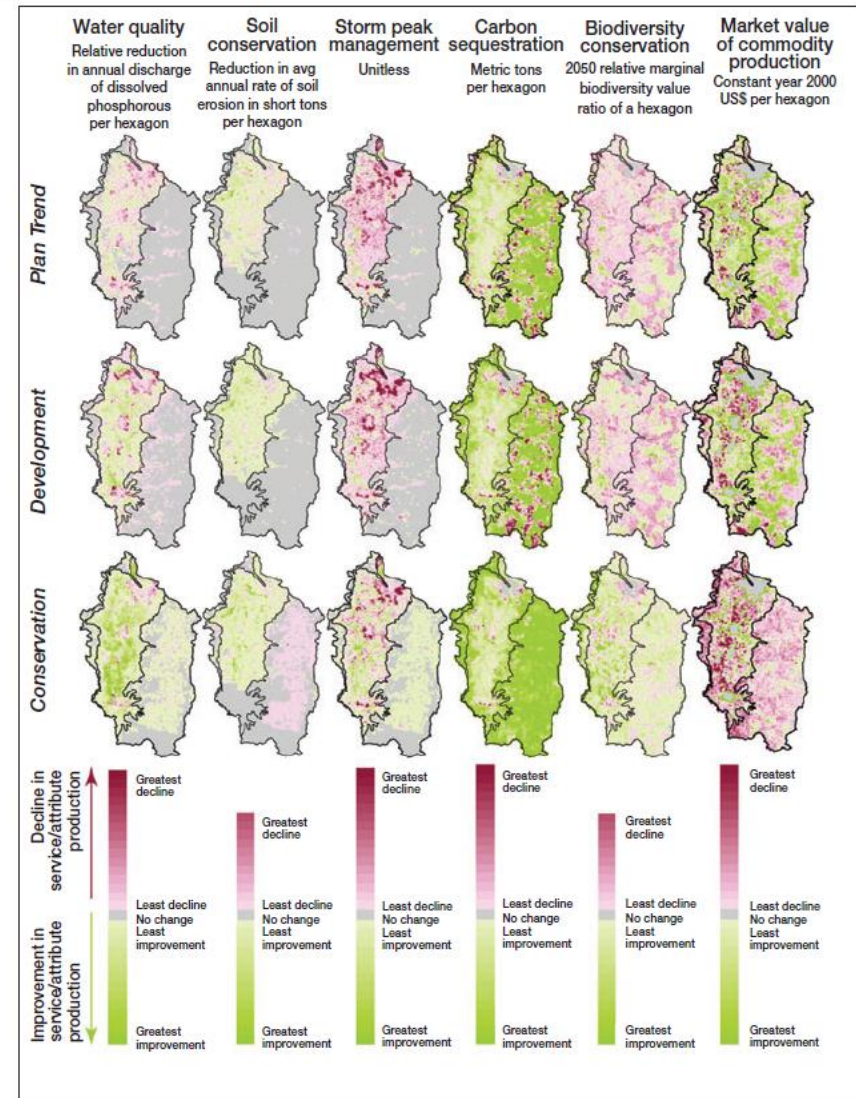 Water quality
Relative reduction
in annual discharge
of dissolved
phosphorous
per hexagon
Soil
conservation
Reduction in avg
annual rate of soil
erosion in short tons
per hexagon
Storm peak
management
Unitless
Carbon
sequestration
Metric tons
per hexagon
Biodiversity
conservation
2050 relative marginal
biodiversity value
ratio of a hexagon
Market value
of commodity
production
Constant year 2000
US$ per hexagon
Plan Trend
Development
Conservation
Decline in
service/attribute
production
Improvement in
service/attribute
production
Greatest
decline
Least decline
No change
Least
improvement
Greatest
improvement
Greatest
decline
Least decline
No change
Least
improvement
Greatest
improvement
Greatest
decline
Least decline
No change
Least
improvement
Greatest
improvement
Greatest
decline
Least decline
No change
Least
improvement
Greatest
improvement
Greatest
decline
Least decline
No change
Least
improvement
Greatest
improvement
Greatest
decline
Least decline
No change
Least
improvement
Greatest
improvement